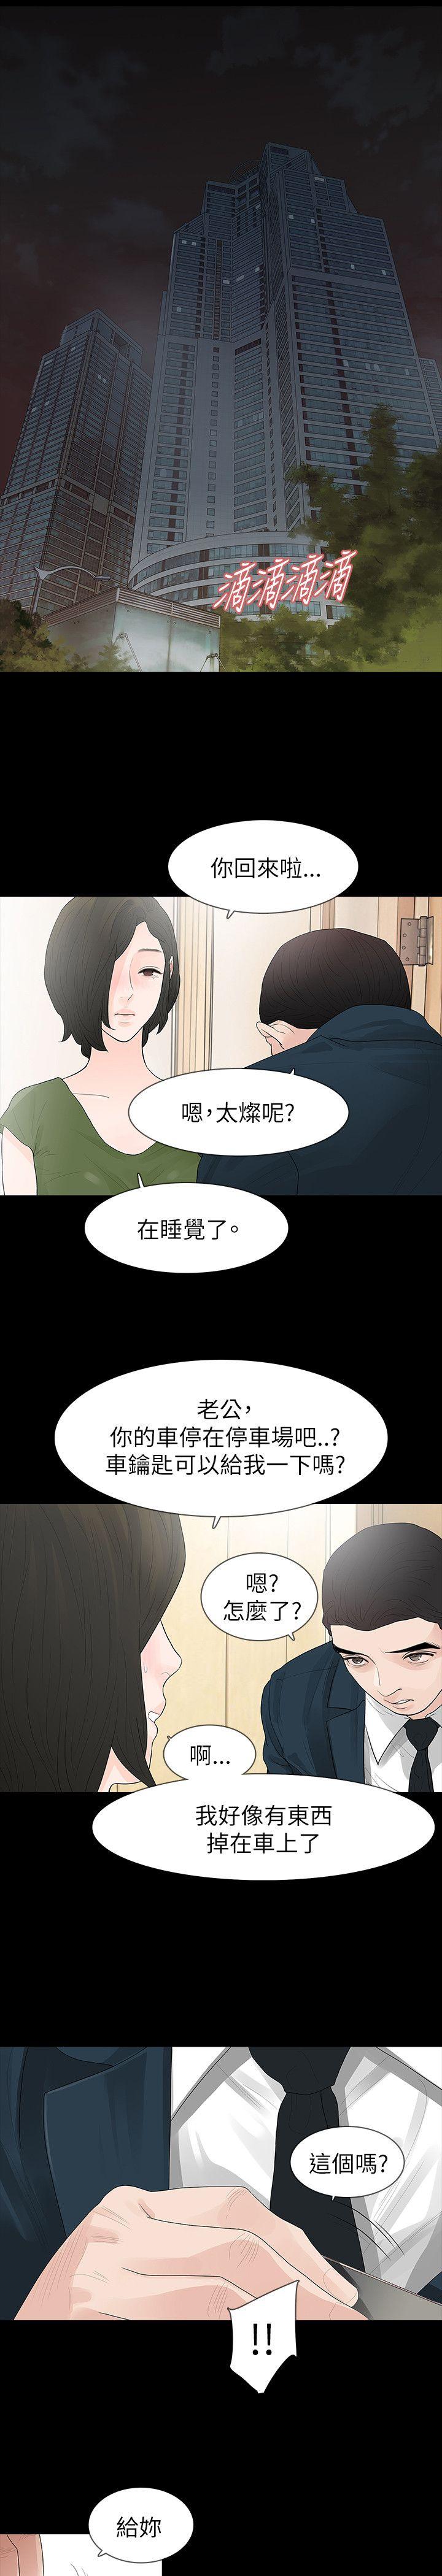 滴滴滴滴
你回來啦...
嗯,太燦呢?
在睡覺了。
老公,
你的車停在停車場吧..?
車鑰匙可以給我一下嗎?
嗯?
怎麼了?
啊...
我好像有東西
掉在車上了
這個嗎?
!!
給妳